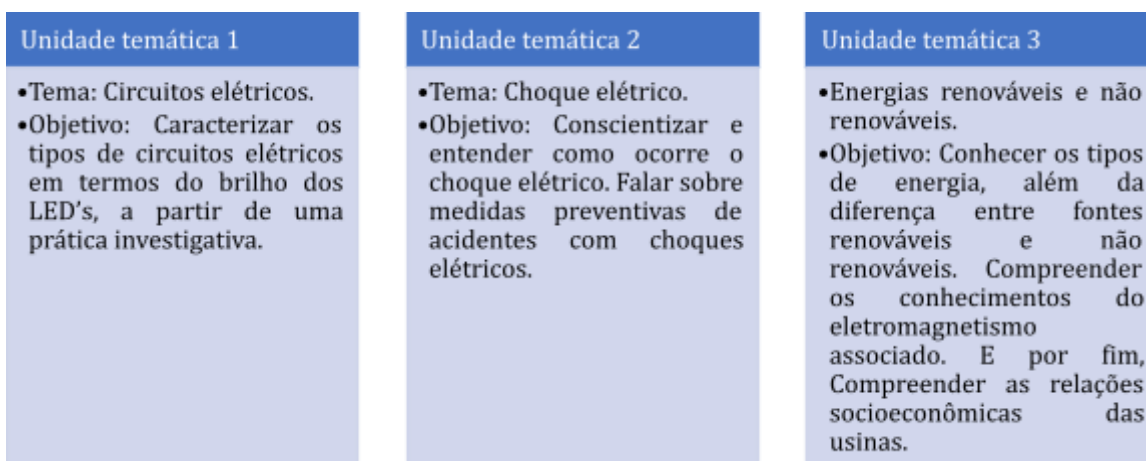 Unidade temática 1
•Tema: Circuitos elétricos.
•Objetivo: Caracterizar os
tipos de circuitos elétricos
em termos do brilho dos
LED's, a partir de uma
prática investigativa.
Unidade temática 2
•Tema: Choque elétrico.
•Objetivo: Conscientizar e
entender como ocorre o
choque elétrico. Falar sobre
medidas preventivas de
acidentes com choques
elétricos.
Unidade temática 3
•Energias renováveis e não
renováveis.
•Objetivo: Conhecer os tipos
de energia, além da
diferença entre fontes
renováveis e não
renováveis. Compreender
os conhecimentos do
eletromagnetismo
associado. E por fim,
Compreender as relações
socioeconômicas das
usinas.